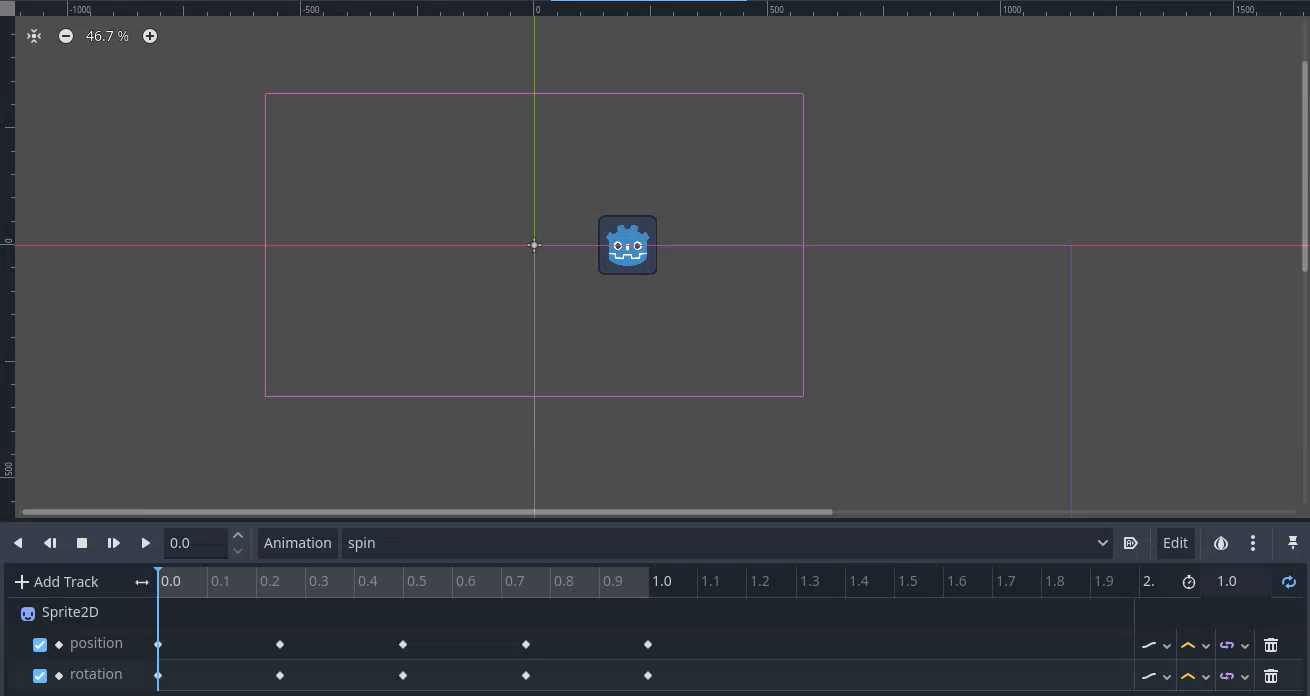 -1000 -500 0 500 1000 1500
46.7 %
0
500
0.0 Animation spin Edit
Add Track 0.0 0.1 0.2 0.3 0.4 0.5 0.6 0.7 0.8 0.9 1.0 1.1 1.2 1.3 1.4 1.5 1.6 1.7 1.8 1.9 2. 1.0
Sprite2D
position
rotation